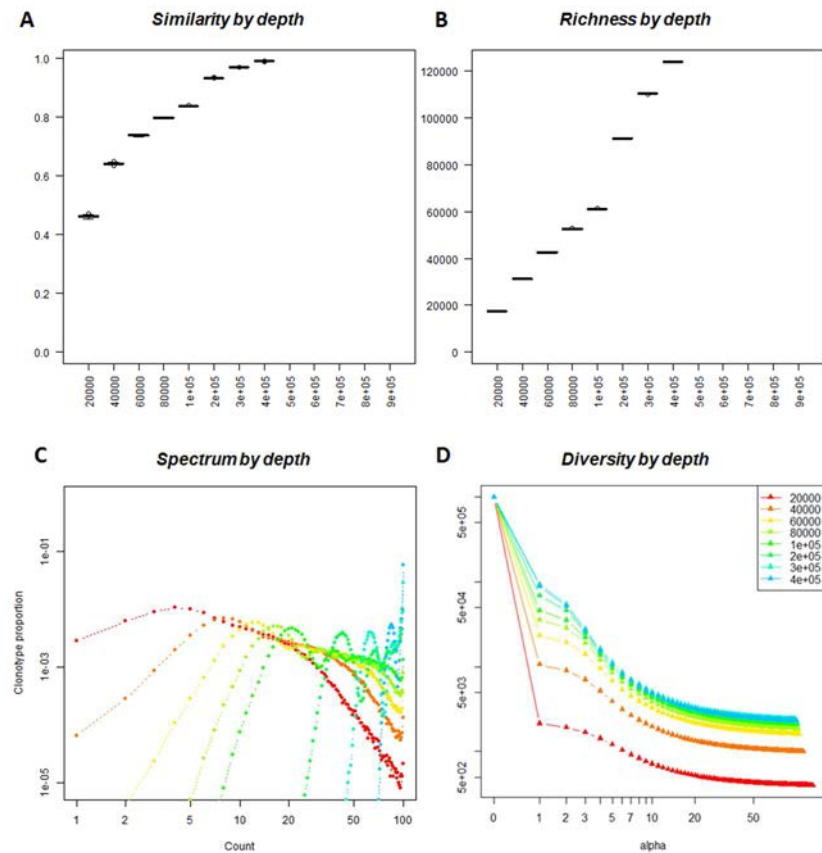 A
Similarity by depth
1.0
0.8
0.6
0.4
0.2
0.0
20000
40000
60000
80000
1e+05
2e+05
3e+05
4e+05
5e+05
6e+05
7e+05
8e+05
9e+05
B
Richness by depth
120000
100000
80000
60000
40000
20000
0
20000
40000
60000
80000
1e+05
2e+05
3e+05
4e+05
5e+05
6e+05
7e+05
8e+05
9e+05
C
Spectrum by depth
Clonotype proportion
1e-01
1e-03
1e-05
1
2
5
10
20
50
100
Count
D
Diversity by depth
5e+05
5e+04
5e+03
5e+02
20000
40000
60000
80000
1e+05
2e+05
3e+05
4e+05
0
1
2
3
5
7
10
20
50
alpha